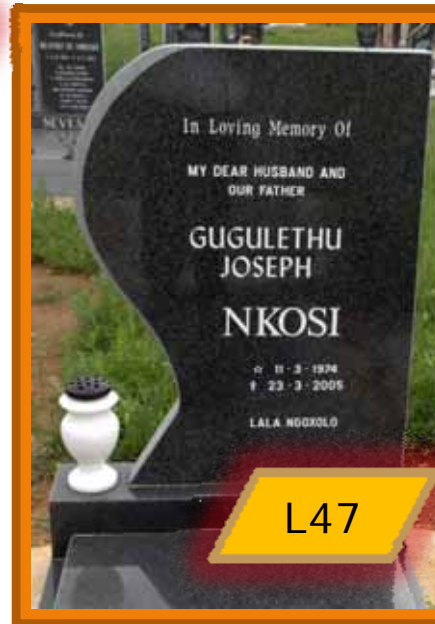 In Loving Memory Of
MY DEAR HUSBAND AND
OUR FATHER
GUGULETHU
JOSEPH
NKOSI
☆ 11 - 3 - 1974
† 23 - 3 - 2005
LALA NGOXOLO
L47